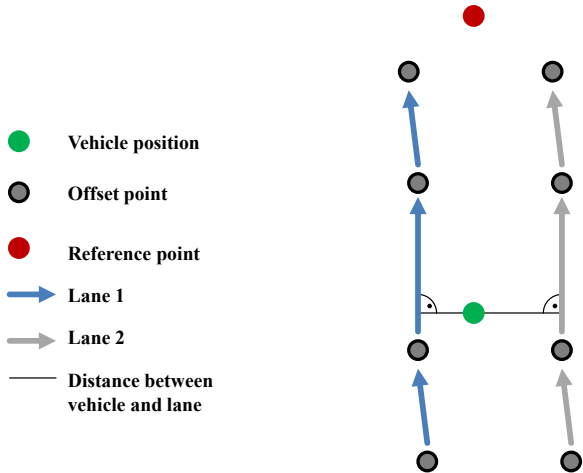 Vehicle position
Offset point
Reference point
Lane 1
Lane 2
Distance between
vehicle and lane